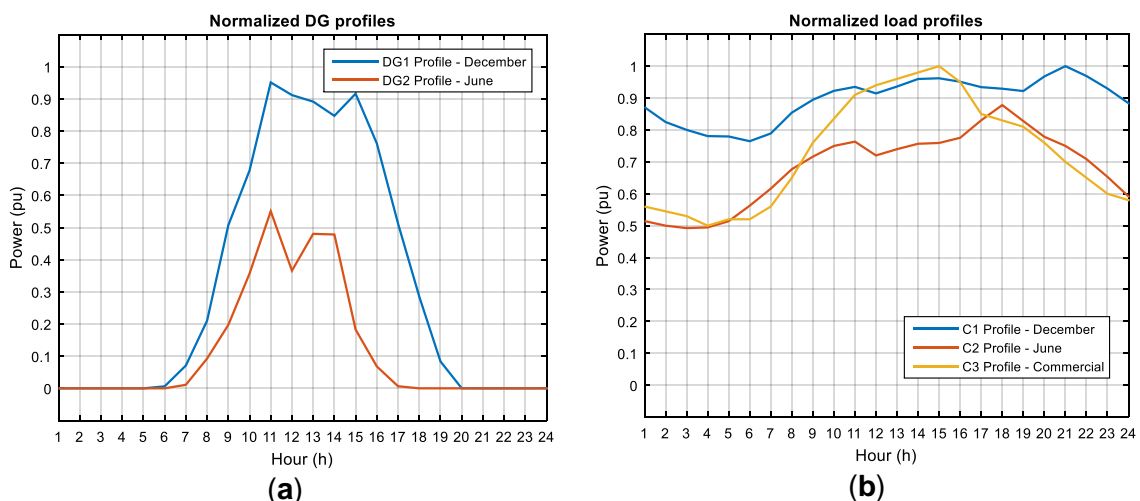 Normalized DG profiles
DG1 Profile - December
DG2 Profile - June
Power (pu)
1
0.9
0.8
0.7
0.6
0.5
0.4
0.3
0.2
0.1
0
1 2 3 4 5 6 7 8 9 10 11 12 13 14 15 16 17 18 19 20 21 22 23 24
Hour (h)
(a)
Normalized load profiles
Power (pu)
1
0.9
0.8
0.7
0.6
0.5
0.4
0.3
0.2
0.1
0
C1 Profile - December
C2 Profile - June
C3 Profile - Commercial
1 2 3 4 5 6 7 8 9 10 11 12 13 14 15 16 17 18 19 20 21 22 23 24
Hour (h)
(b)